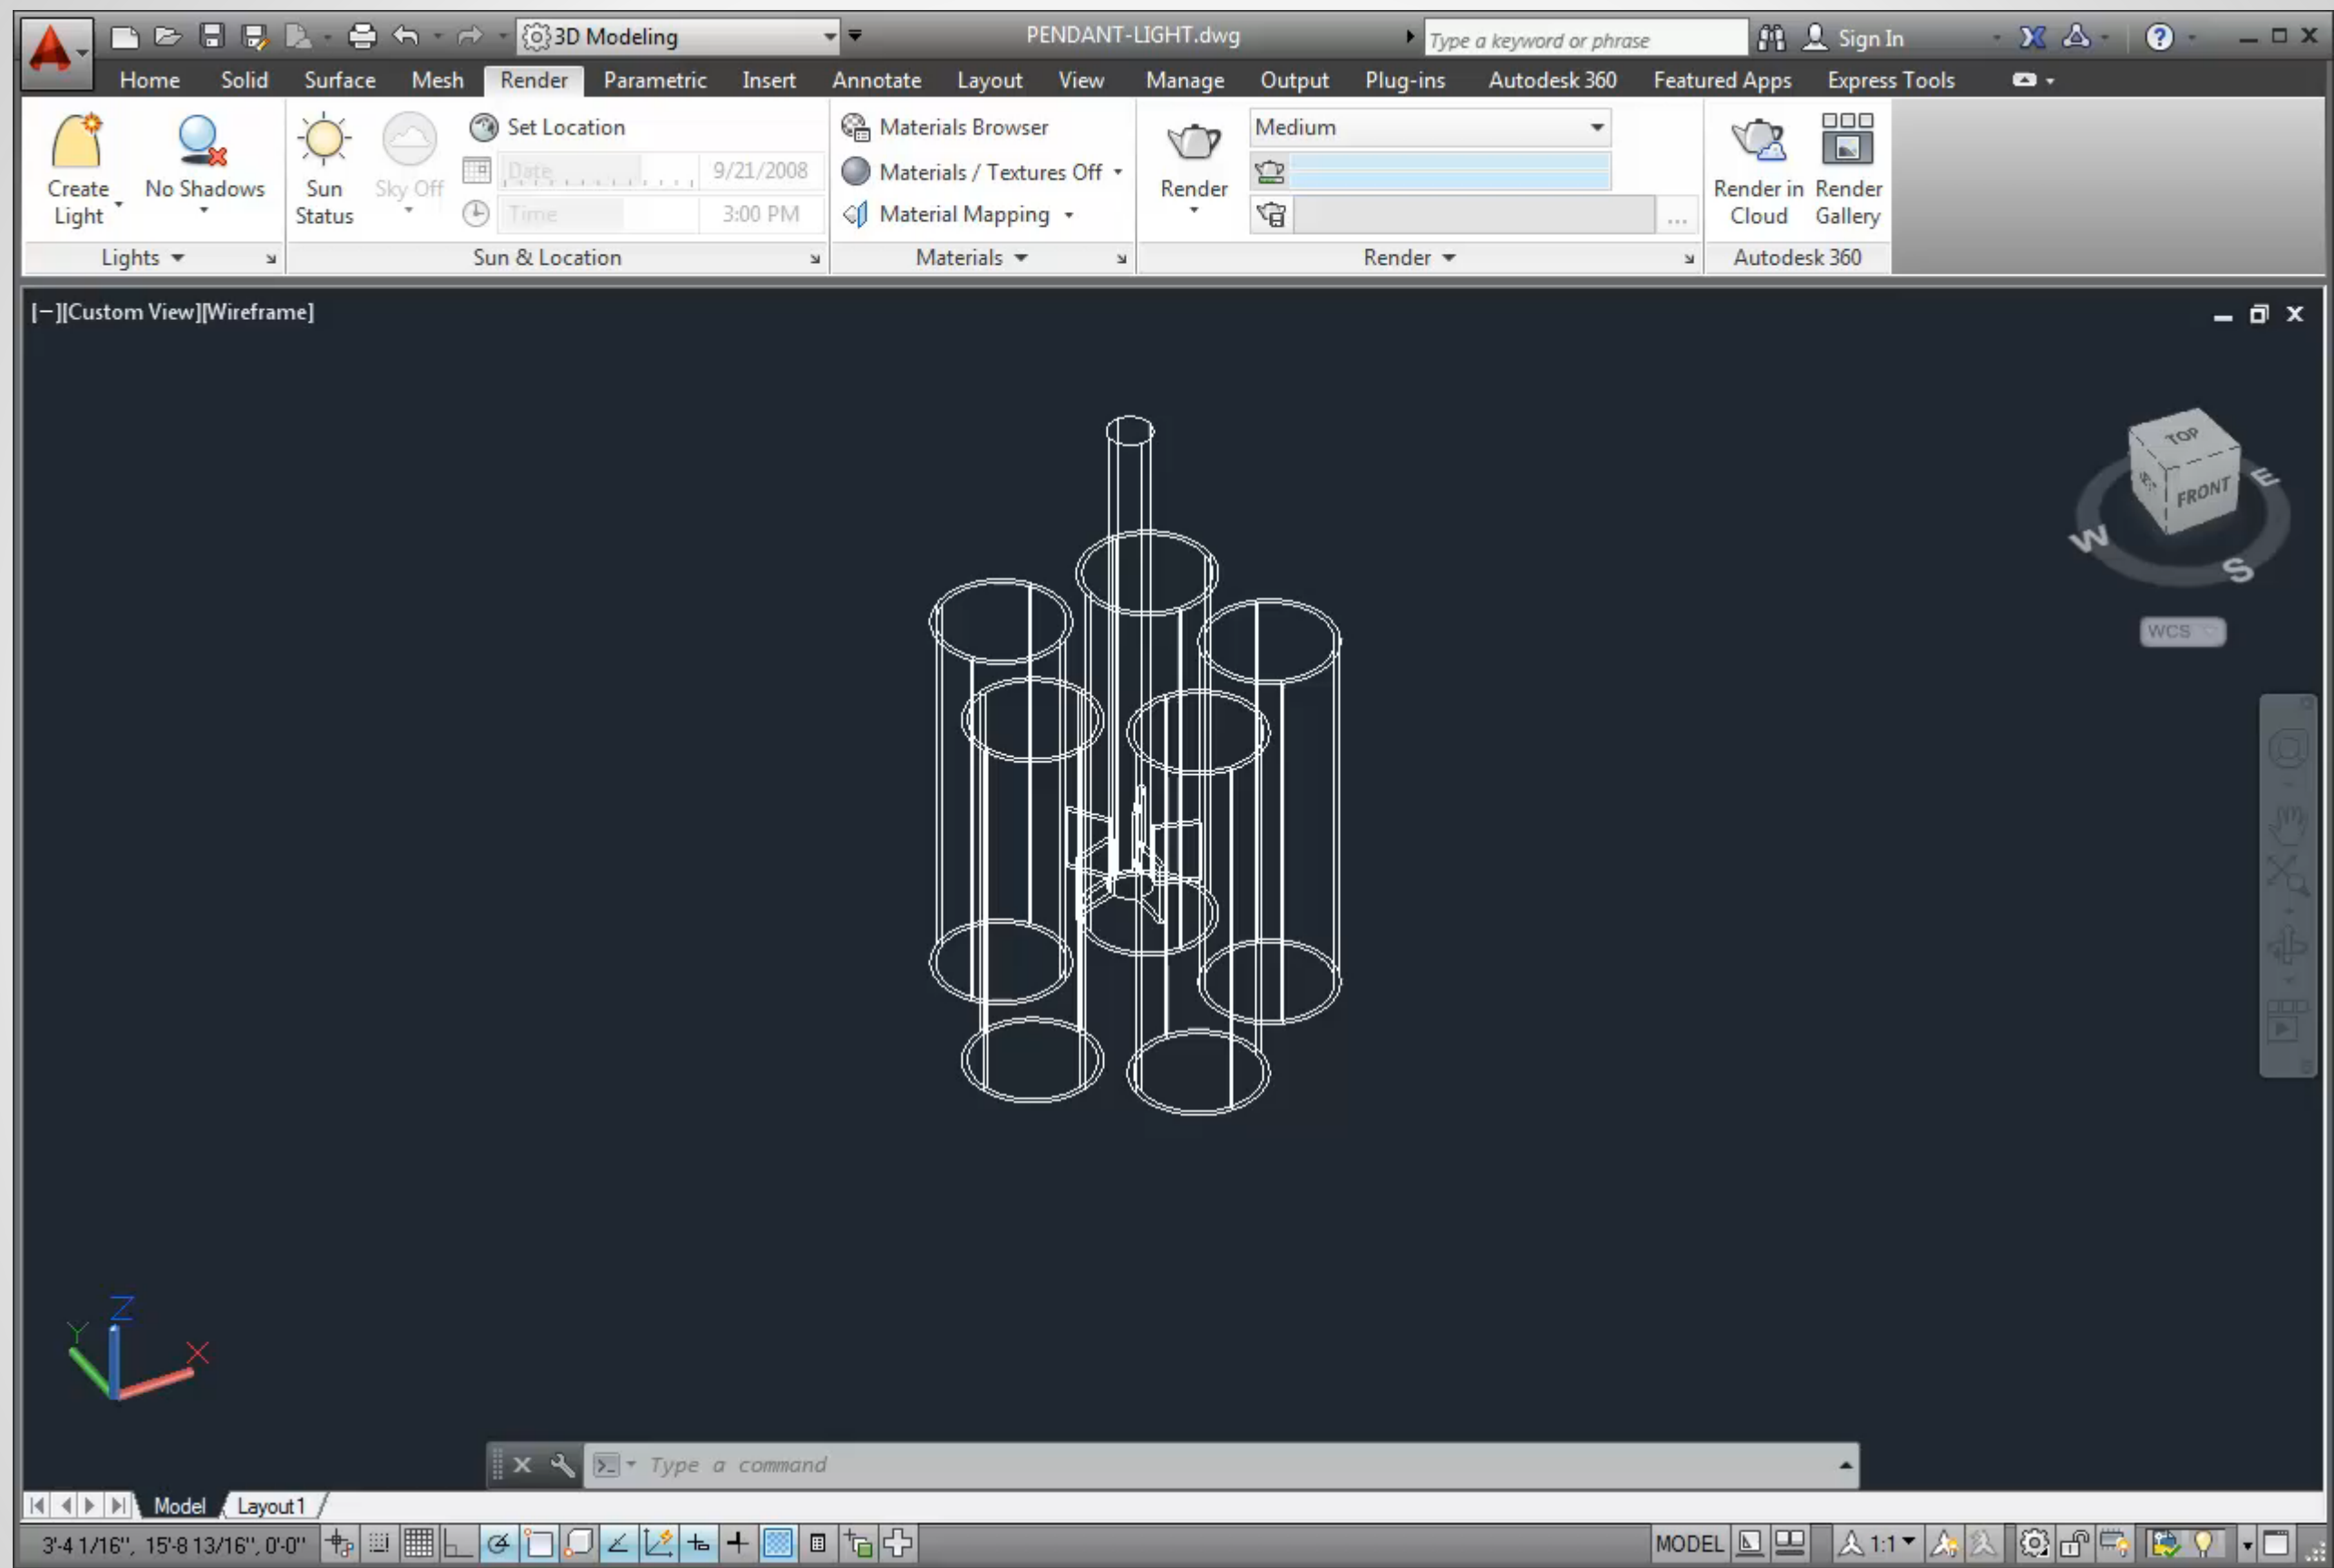 3D Modeling
PENDANT-LIGHT.dwg
Type a keyword or phrase
Sign In
Home Solid Surface Mesh Render Parametric Insert Annotate Layout View Manage Output Plug-ins Autodesk 360 Featured Apps Express Tools
Create Light
No Shadows
Sun Status
Sky Off
Set Location
Date 9/21/2008
Time 3:00 PM
Materials Browser
Materials / Textures Off
Material Mapping
Render
Medium
...
Render in Cloud
Render Gallery
Lights
Sun & Location
Materials
Render
Autodesk 360
[−][Custom View][Wireframe]
TOP
FRONT
E
W
S
WCS
Z
Y
X
Type a command
Model Layout1
3'-4 1/16", 15'-8 13/16", 0'-0"
MODEL
1:1